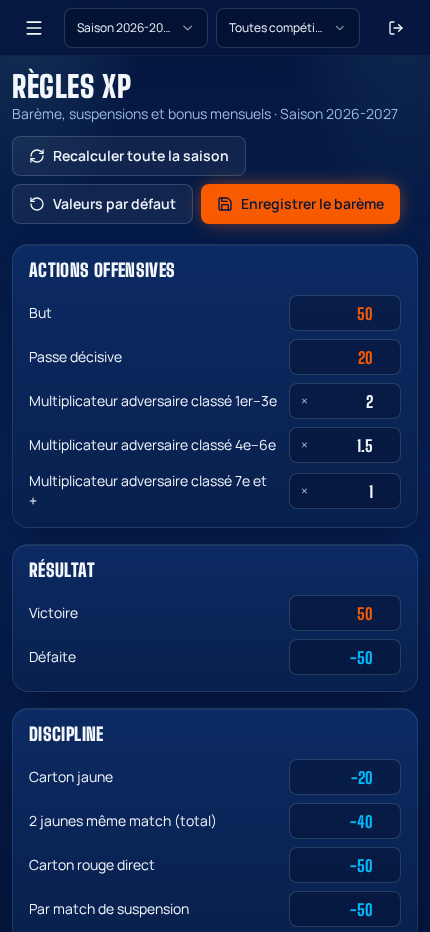 Saison 2026-20...
Toutes compéti...
RÈGLES XP
Barème, suspensions et bonus mensuels · Saison 2026-2027
Recalculer toute la saison
Valeurs par défaut
Enregistrer le barème
ACTIONS OFFENSIVES
But 50
Passe décisive 20
Multiplicateur adversaire classé 1er–3e × 2
Multiplicateur adversaire classé 4e–6e × 1.5
Multiplicateur adversaire classé 7e et
+ × 1
RÉSULTAT
Victoire 50
Défaite -50
DISCIPLINE
Carton jaune -20
2 jaunes même match (total) -40
Carton rouge direct -50
Par match de suspension -50